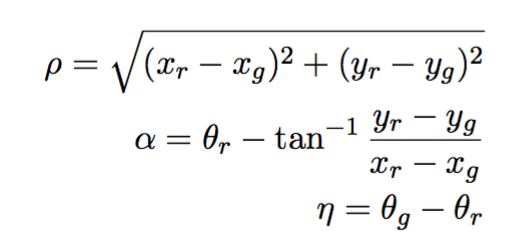 ρ = √((x_r − x_g)² + (y_r − y_g)²)
α = θ_r − tan⁻¹ (y_r − y_g)/(x_r − x_g)
η = θ_g − θ_r